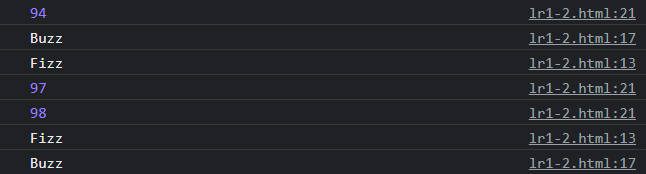 94 lr1-2.html:21
Buzz lr1-2.html:17
Fizz lr1-2.html:13
97 lr1-2.html:21
98 lr1-2.html:21
Fizz lr1-2.html:13
Buzz lr1-2.html:17